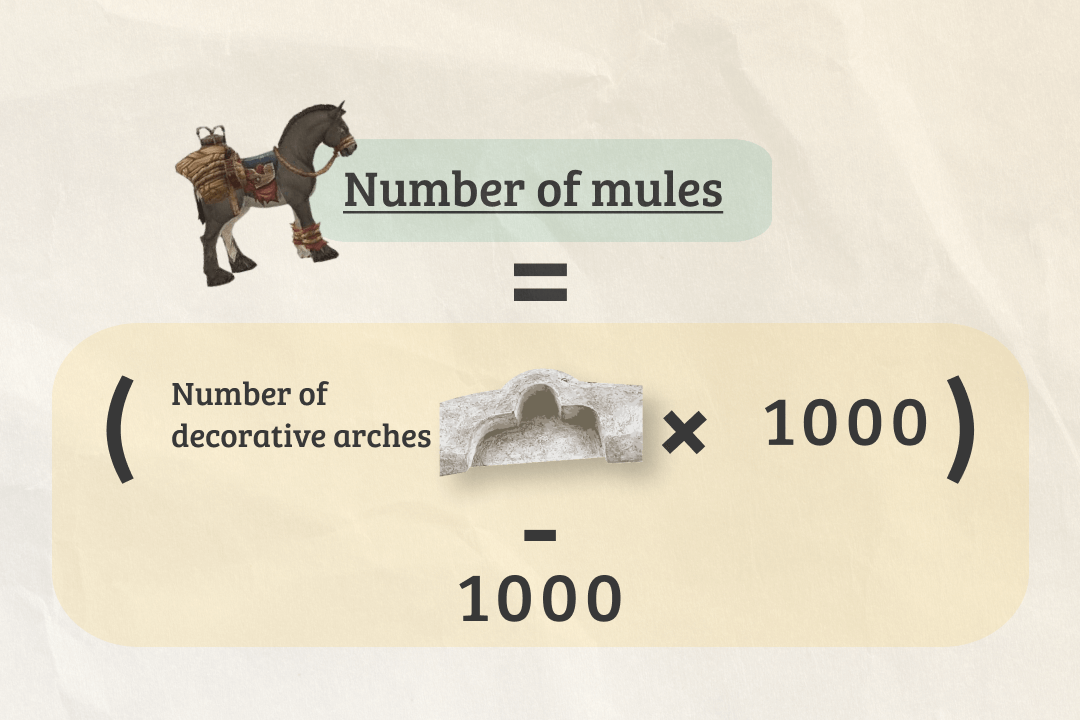 Number of mules
=
( Number of
decorative arches × 1000 )
-
1000